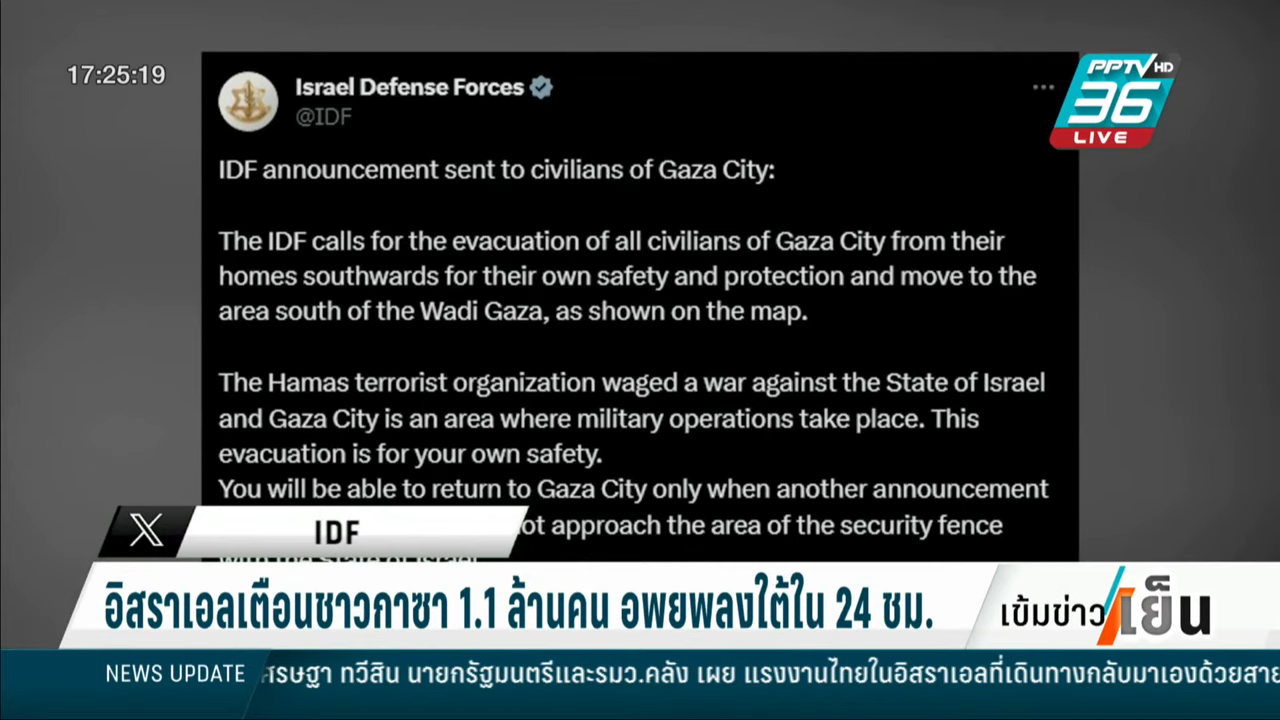 17:25:19
PPTV HD
36
LIVE
Israel Defense Forces
@IDF
IDF announcement sent to civilians of Gaza City:
The IDF calls for the evacuation of all civilians of Gaza City from their
homes southwards for their own safety and protection and move to the
area south of the Wadi Gaza, as shown on the map.
The Hamas terrorist organization waged a war against the State of Israel
and Gaza City is an area where military operations take place. This
evacuation is for your own safety.
You will be able to return to Gaza City only when another announcement
ot approach the area of the security fence
with the State of Israel
X
IDF
อิสราเอลเตือนชาวกาซา 1.1 ล้านคน อพยพลงใต้ใน 24 ชม.
เข้มข่าวเย็น
NEWS UPDATE
ศรษฐา ทวีสิน นายกรัฐมนตรีและรมว.คลัง เผย แรงงานไทยในอิสราเอลที่เดินทางกลับมาเองด้วยสาย